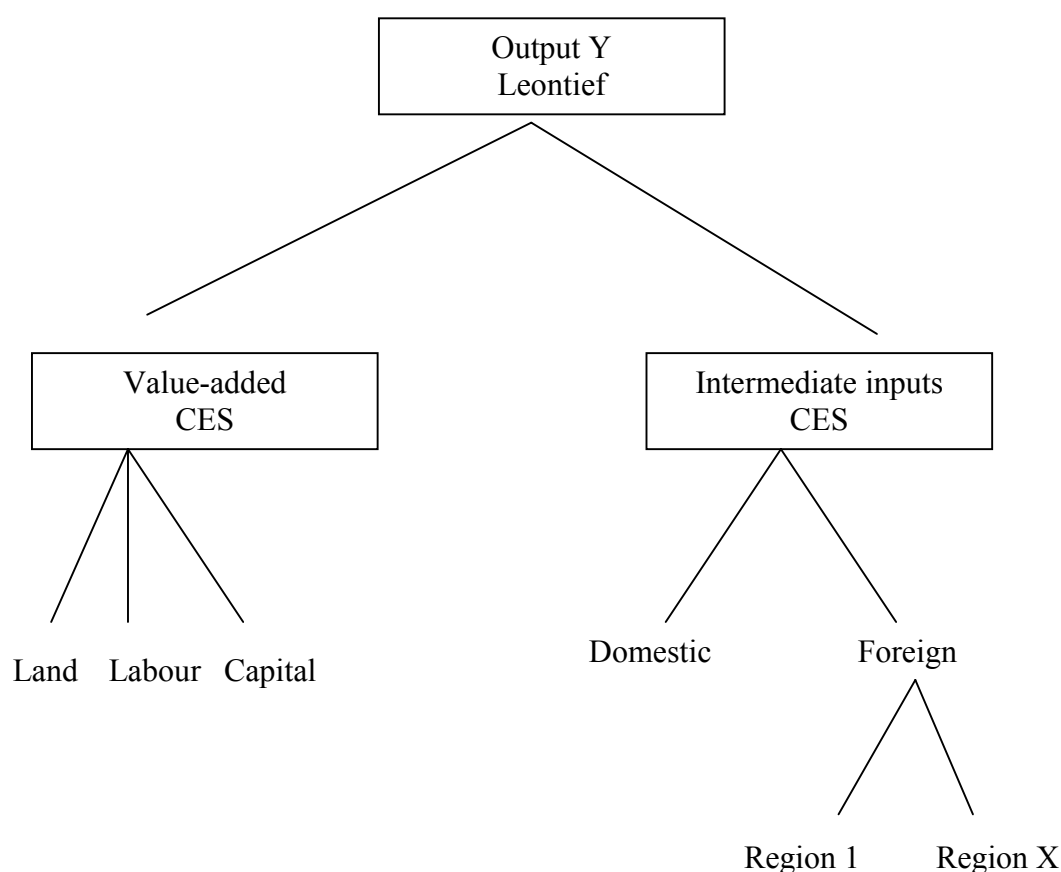 Output Y
Leontief
Value-added
CES
Intermediate inputs
CES
Land Labour Capital
Domestic
Foreign
Region 1
Region X